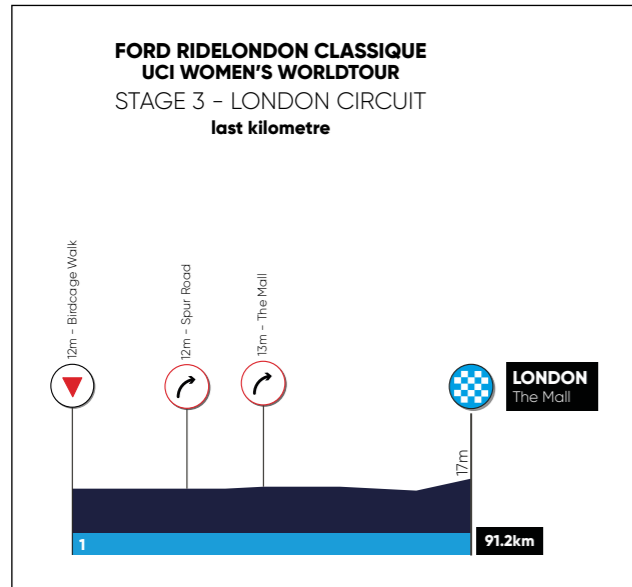 FORD RIDELONDON CLASSIQUE
UCI WOMEN'S WORLDTOUR
STAGE 3 - LONDON CIRCUIT
last kilometre
12m - Birdcage Walk
12m - Spur Road
13m - The Mall
LONDON
The Mall
17m
1
91.2km